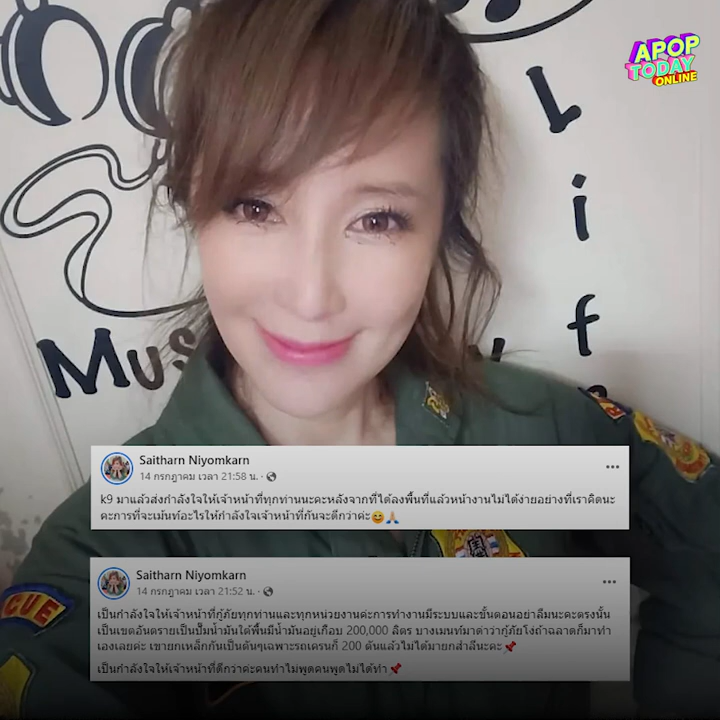 APOP
TODAY
ONLINE
Life
Mus
CUE
Saitharn Niyomkarn
14 กรกฎาคม เวลา 21:58 น. ·
k9 มาแล้วส่งกำลังใจให้เจ้าหน้าที่ทุกท่านนะคะหลังจากที่ได้ลงพื้นที่แล้วหน้างานไม่ได้ง่ายอย่างที่เราคิดนะ
คะการที่จะเม้นท์อะไรให้กำลังใจเจ้าหน้าที่กันจะดีกว่าค่ะ😊🙏
Saitharn Niyomkarn
14 กรกฎาคม เวลา 21:52 น. ·
เป็นกำลังใจให้เจ้าหน้าที่กู้ภัยทุกท่านและทุกหน่วยงานค่ะการทำงานมีระบบและขั้นตอนอย่าลืมนะคะตรงนั้น
เป็นเขตอันตรายเป็นปั๊มน้ำมันใต้พื้นมีน้ำมันอยู่เกือบ 200,000 ลิตร บางเมนท์มาด่าว่ากู้ภัยโง่ถ้าฉลาดก็มาทำ
เองเลยค่ะ เขายกเหล็กกันเป็นตันๆเฉพาะรถเครนก็ 200 ตันแล้วไม่ได้มายกสำลีนะคะ📌
เป็นกำลังใจให้เจ้าหน้าที่ดีกว่าค่ะคนทำไม่พูดคนพูดไม่ได้ทำ📌